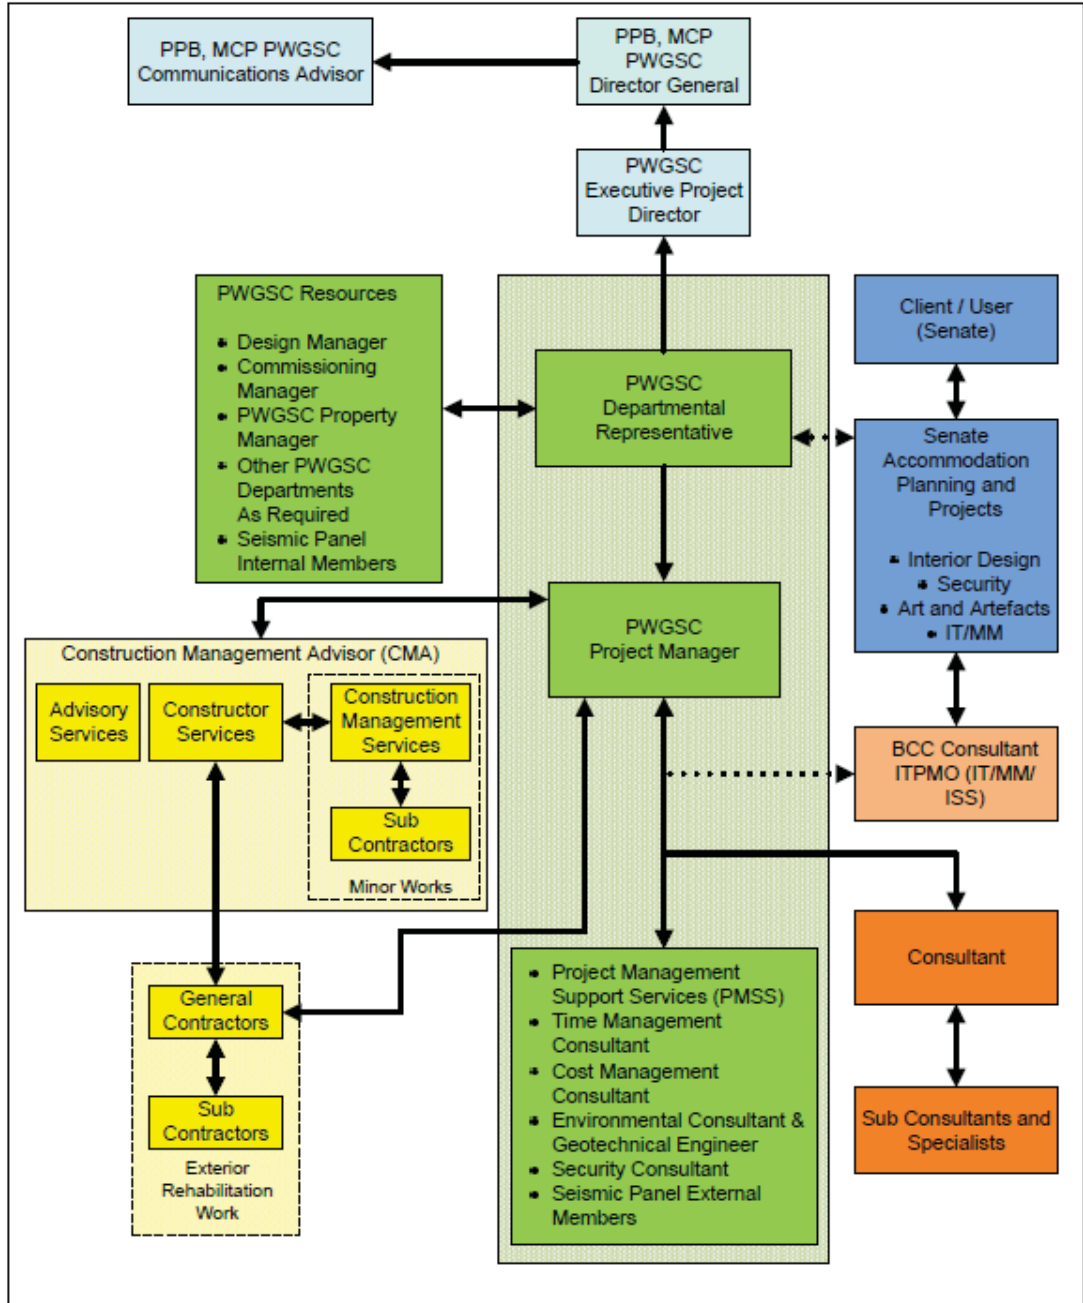 PPB, MCP PWGSC
Communications Advisor
PPB, MCP
PWGSC
Director General
PWGSC
Executive Project
Director
PWGSC Resources
• Design Manager
• Commissioning
Manager
• PWGSC Property
Manager
• Other PWGSC
Departments
As Required
• Seismic Panel
Internal Members
PWGSC
Departmental
Representative
Client / User
(Senate)
Senate
Accommodation
Planning and
Projects
• Interior Design
• Security
• Art and Artefacts
• IT/MM
PWGSC
Project Manager
Construction Management Advisor (CMA)
Advisory
Services
Constructor
Services
Construction
Management
Services
Sub
Contractors
Minor Works
BCC Consultant
ITPMO (IT/MM/
ISS)
General
Contractors
Sub
Contractors
Exterior
Rehabilitation
Work
• Project Management
Support Services (PMSS)
• Time Management
Consultant
• Cost Management
Consultant
• Environmental Consultant &
Geotechnical Engineer
• Security Consultant
• Seismic Panel External
Members
Consultant
Sub Consultants and
Specialists